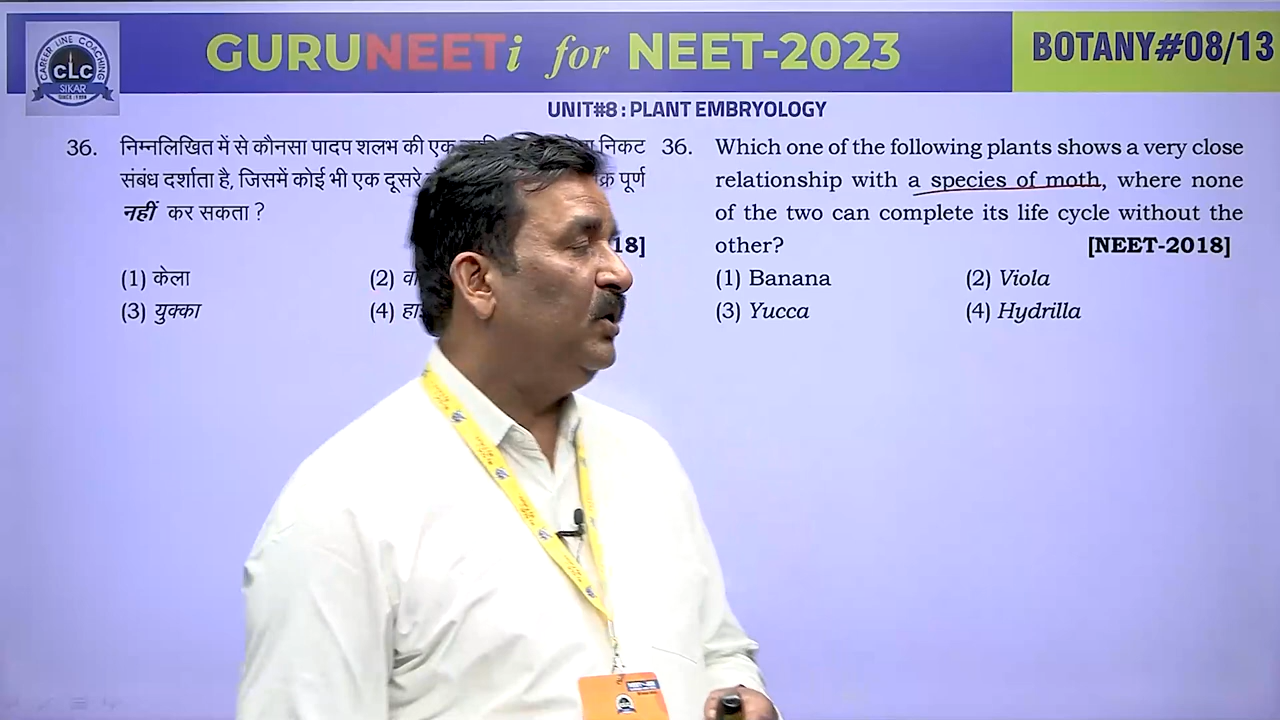 GURUNEETi for NEET-2023
BOTANY#08/13
CAREER LINE COACHING
CLC
SIKAR
UNIT#8 : PLANT EMBRYOLOGY
36. निम्नलिखित में से कौनसा पादप शलभ की एक निकट
संबंध दर्शाता है, जिसमें कोई भी एक दूसरे पूर्ण
नहीं कर सकता ?
18]
(1) केला (2)
(3) युक्का (4)
36. Which one of the following plants shows a very close
relationship with a species of moth, where none
of the two can complete its life cycle without the
other? [NEET-2018]
(1) Banana (2) Viola
(3) Yucca (4) Hydrilla